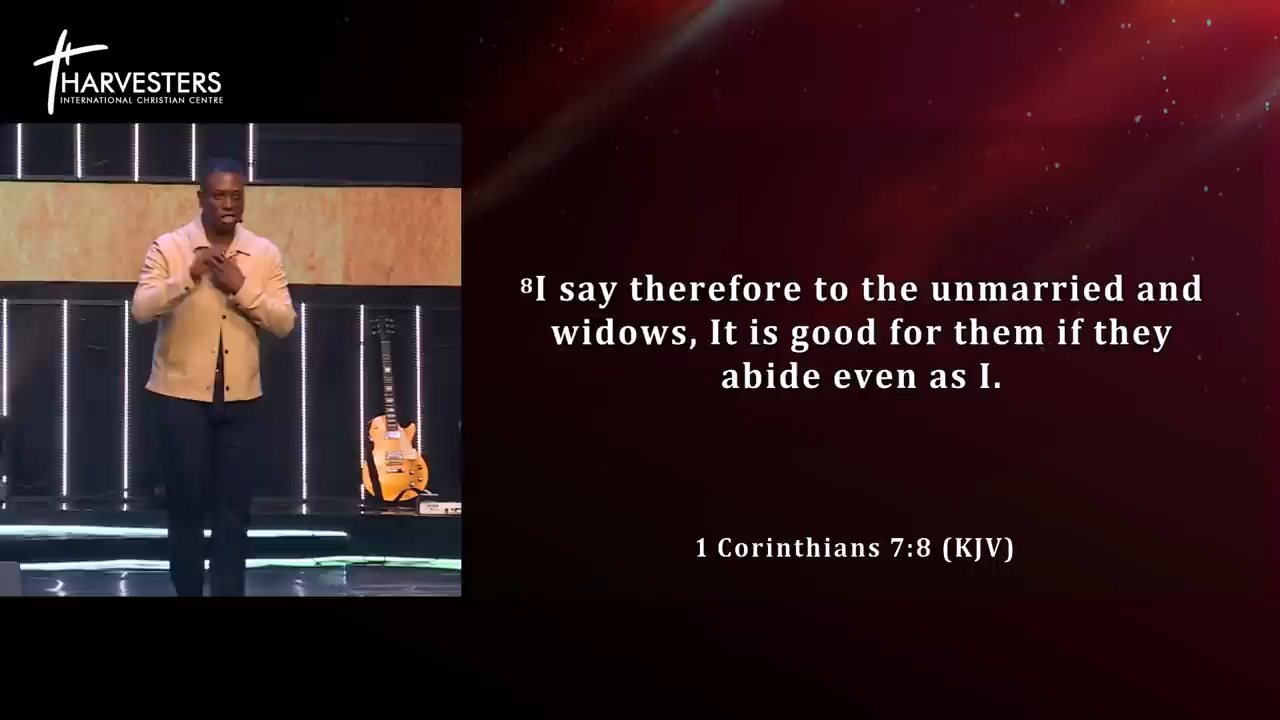 HARVESTERS
INTERNATIONAL CHRISTIAN CENTRE
⁸I say therefore to the unmarried and
widows, It is good for them if they
abide even as I.
1 Corinthians 7:8 (KJV)